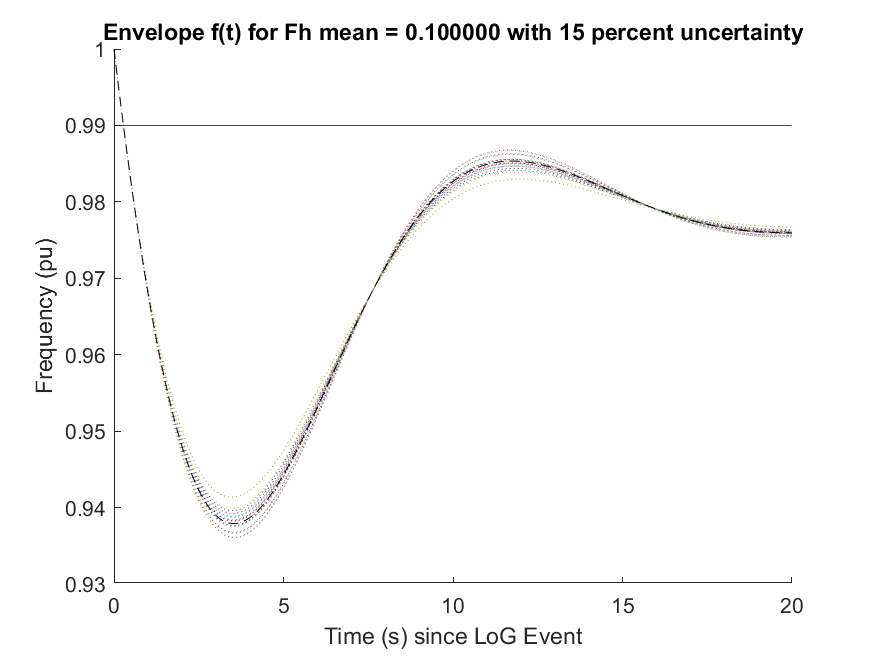 Envelope f(t) for Fh mean = 0.100000 with 15 percent uncertainty
1
0.99
0.98
0.97
0.96
0.95
0.94
0.93
Frequency (pu)
0 5 10 15 20
Time (s) since LoG Event